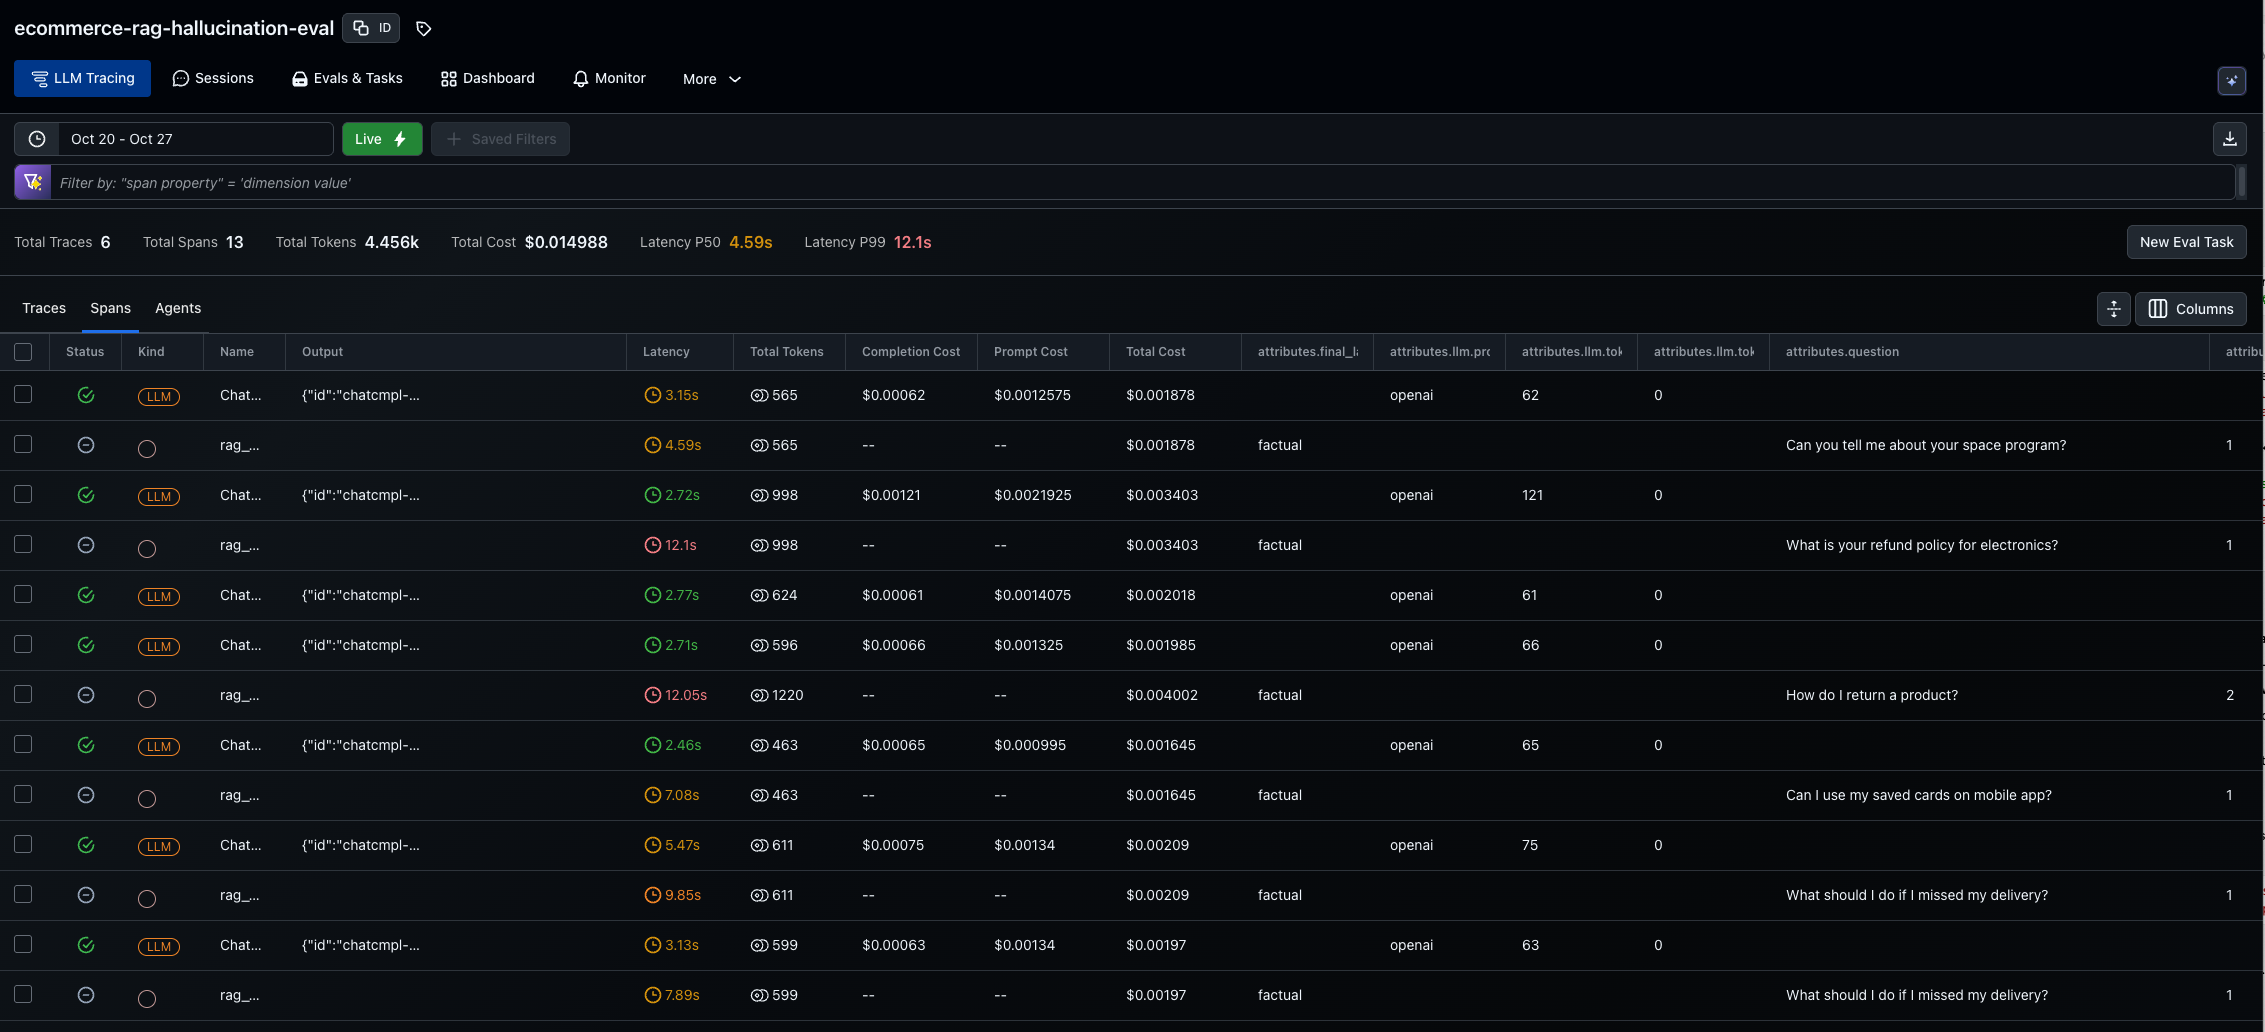 ecommerce-rag-hallucination-eval ID
LLM Tracing Sessions Evals & Tasks Dashboard Monitor More
Oct 20 - Oct 27 Live Saved Filters
Filter by: "span property" = 'dimension value'
Total Traces 6 Total Spans 13 Total Tokens 4.456k Total Cost $0.014988 Latency P50 4.59s Latency P99 12.1s New Eval Task
Traces Spans Agents Columns
Status Kind Name Output Latency Total Tokens Completion Cost Prompt Cost Total Cost attributes.final_l attributes.llm.pro attributes.llm.tok attributes.llm.tok attributes.question attribu
LLM Chat... {"id":"chatcmpl-... 3.15s 565 $0.00062 $0.0012575 $0.001878 openai 62 0
rag_... 4.59s 565 -- -- $0.001878 factual Can you tell me about your space program? 1
LLM Chat... {"id":"chatcmpl-... 2.72s 998 $0.00121 $0.0021925 $0.003403 openai 121 0
rag_... 12.1s 998 -- -- $0.003403 factual What is your refund policy for electronics? 1
LLM Chat... {"id":"chatcmpl-... 2.77s 624 $0.00061 $0.0014075 $0.002018 openai 61 0
LLM Chat... {"id":"chatcmpl-... 2.71s 596 $0.00066 $0.001325 $0.001985 openai 66 0
rag_... 12.05s 1220 -- -- $0.004002 factual How do I return a product? 2
LLM Chat... {"id":"chatcmpl-... 2.46s 463 $0.00065 $0.000995 $0.001645 openai 65 0
rag_... 7.08s 463 -- -- $0.001645 factual Can I use my saved cards on mobile app? 1
LLM Chat... {"id":"chatcmpl-... 5.47s 611 $0.00075 $0.00134 $0.00209 openai 75 0
rag_... 9.85s 611 -- -- $0.00209 factual What should I do if I missed my delivery? 1
LLM Chat... {"id":"chatcmpl-... 3.13s 599 $0.00063 $0.00134 $0.00197 openai 63 0
rag_... 7.89s 599 -- -- $0.00197 factual What should I do if I missed my delivery? 1